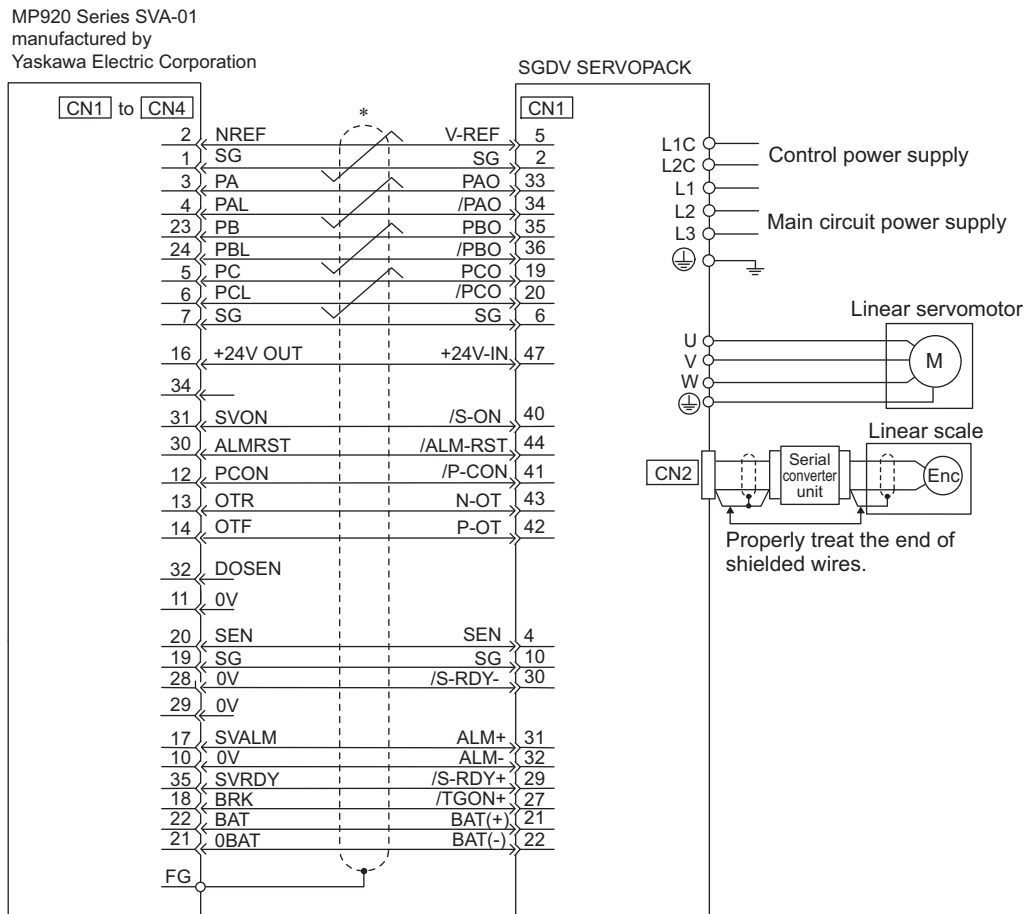 MP920 Series SVA-01
manufactured by
Yaskawa Electric Corporation
SGDV SERVOPACK
CN1 to CN4
*
CN1
2 NREF V-REF 5
1 SG SG 2
3 PA PAO 33
4 PAL /PAO 34
23 PB PBO 35
24 PBL /PBO 36
5 PC PCO 19
6 PCL /PCO 20
7 SG SG 6
16 +24V OUT +24V-IN 47
34
31 SVON /S-ON 40
30 ALMRST /ALM-RST 44
12 PCON /P-CON 41
13 OTR N-OT 43
14 OTF P-OT 42
32 DOSEN
11 0V
20 SEN SEN 4
19 SG SG 10
28 0V /S-RDY- 30
29 0V
17 SVALM ALM+ 31
10 0V ALM- 32
35 SVRDY /S-RDY+ 29
18 BRK /TGON+ 27
22 BAT BAT(+) 21
21 0BAT BAT(-) 22
FG
L1C
L2C
Control power supply
L1
L2
L3
Main circuit power supply
Linear servomotor
U
V
W
M
Linear scale
CN2
Serial
converter
unit
Enc
Properly treat the end of
shielded wires.